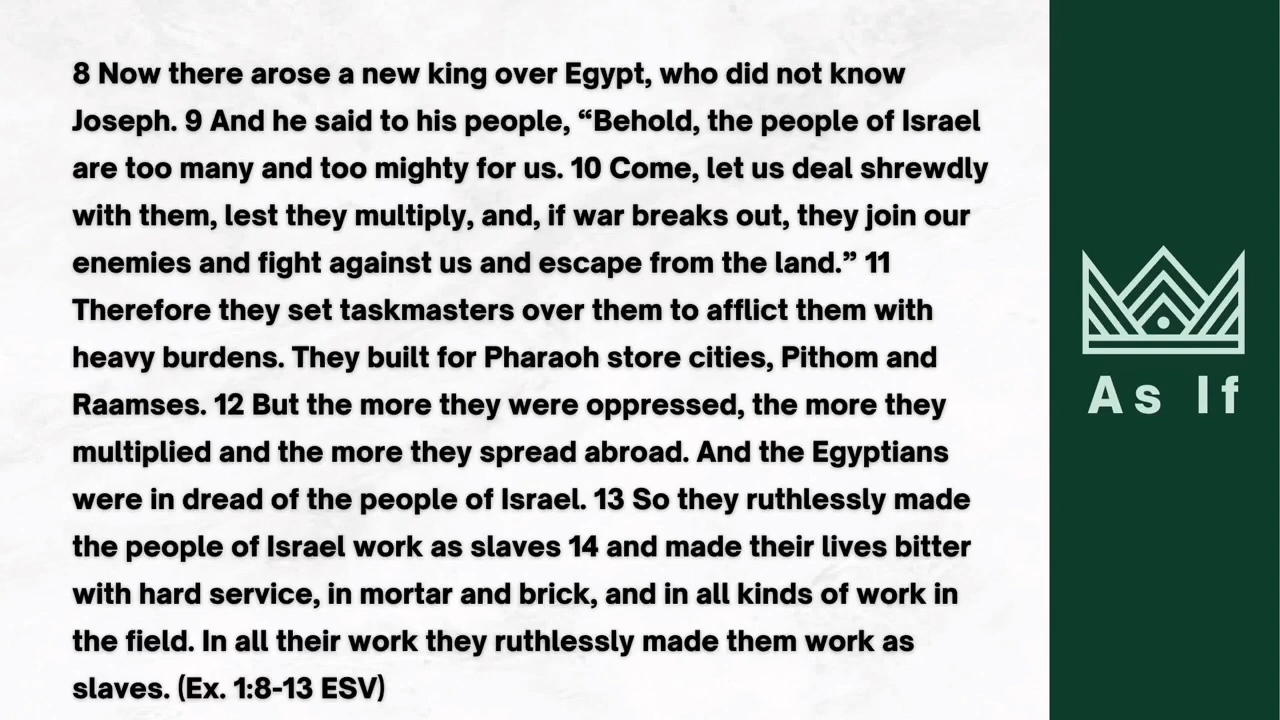 8 Now there arose a new king over Egypt, who did not know
Joseph. 9 And he said to his people, “Behold, the people of Israel
are too many and too mighty for us. 10 Come, let us deal shrewdly
with them, lest they multiply, and, if war breaks out, they join our
enemies and fight against us and escape from the land.” 11
Therefore they set taskmasters over them to afflict them with
heavy burdens. They built for Pharaoh store cities, Pithom and
Raamses. 12 But the more they were oppressed, the more they
multiplied and the more they spread abroad. And the Egyptians
were in dread of the people of Israel. 13 So they ruthlessly made
the people of Israel work as slaves 14 and made their lives bitter
with hard service, in mortar and brick, and in all kinds of work in
the field. In all their work they ruthlessly made them work as
slaves. (Ex. 1:8-13 ESV)
As If